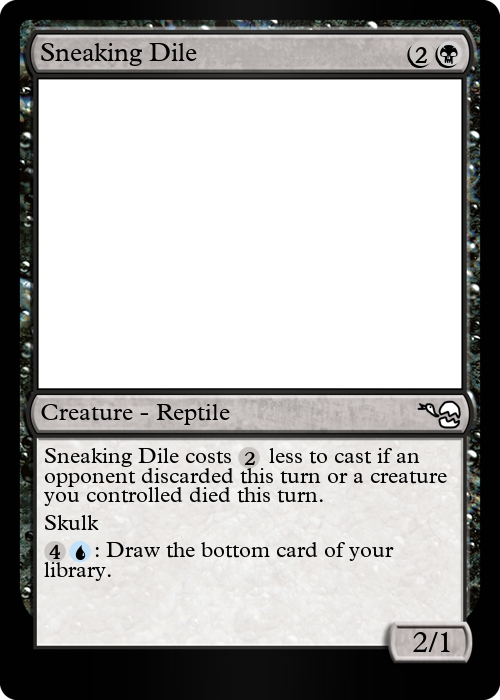 Sneaking Dile 2
Creature - Reptile
Sneaking Dile costs 2 less to cast if an
opponent discarded this turn or a creature
you controlled died this turn.
Skulk
4 : Draw the bottom card of your
library.
2/1